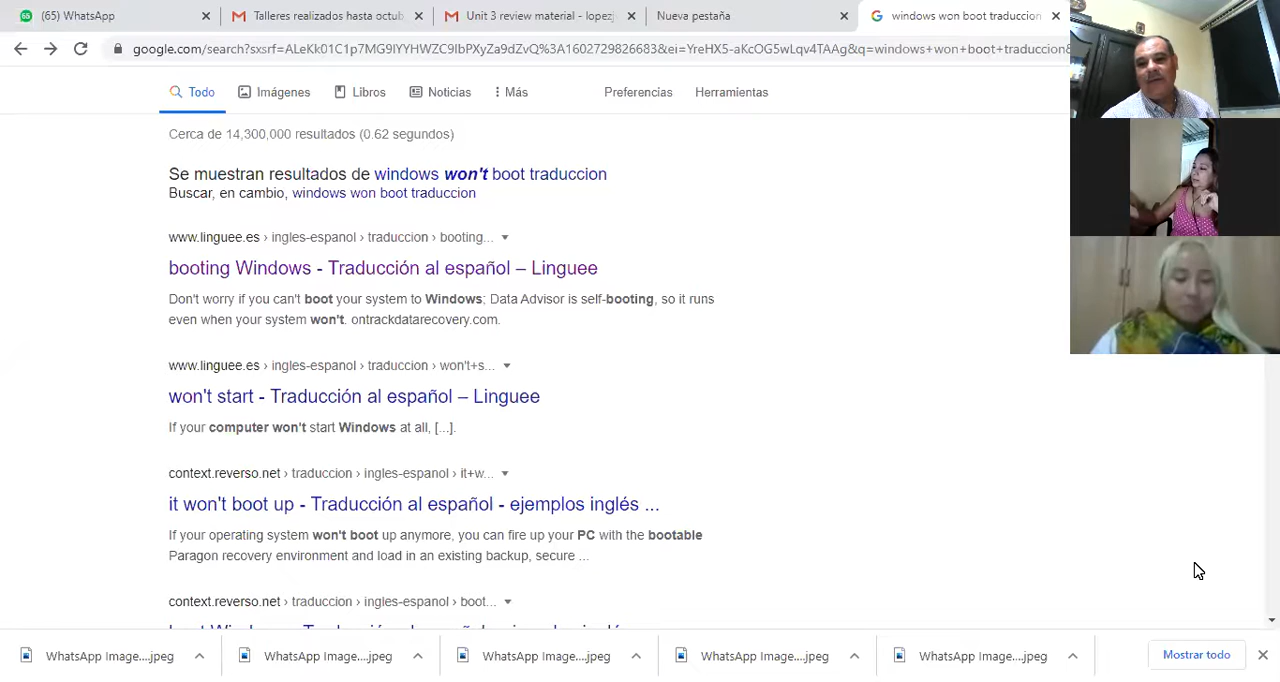 (65) WhatsApp
Talleres realizados hasta octub
Unit 3 review material - lopezj
Nueva pestaña
windows won boot traduccion
google.com/search?sxsrf=ALeKk01C1p7MG9IYYHWZC9IbPXyZa9dZvQ%3A1602729826683&ei=YreHX5-aKcOG5wLqv4TAAg&q=windows+won+boot+traduccion&
Todo
Imágenes
Libros
Noticias
Más
Preferencias
Herramientas
Cerca de 14,300,000 resultados (0.62 segundos)
Se muestran resultados de windows won't boot traduccion
Buscar, en cambio, windows won boot traduccion
www.linguee.es › ingles-espanol › traduccion › booting...
booting Windows - Traducción al español – Linguee
Don't worry if you can't boot your system to Windows; Data Advisor is self-booting, so it runs
even when your system won't. ontrackdatarecovery.com.
www.linguee.es › ingles-espanol › traduccion › won't+s...
won't start - Traducción al español – Linguee
If your computer won't start Windows at all, [...].
context.reverso.net › traduccion › ingles-espanol › it+w...
it won't boot up - Traducción al español - ejemplos inglés ...
If your operating system won't boot up anymore, you can fire up your PC with the bootable
Paragon recovery environment and load in an existing backup, secure ...
context.reverso.net › traduccion › ingles-espanol › boot...
WhatsApp Image....jpeg
WhatsApp Image....jpeg
WhatsApp Image....jpeg
WhatsApp Image....jpeg
WhatsApp Image....jpeg
Mostrar todo